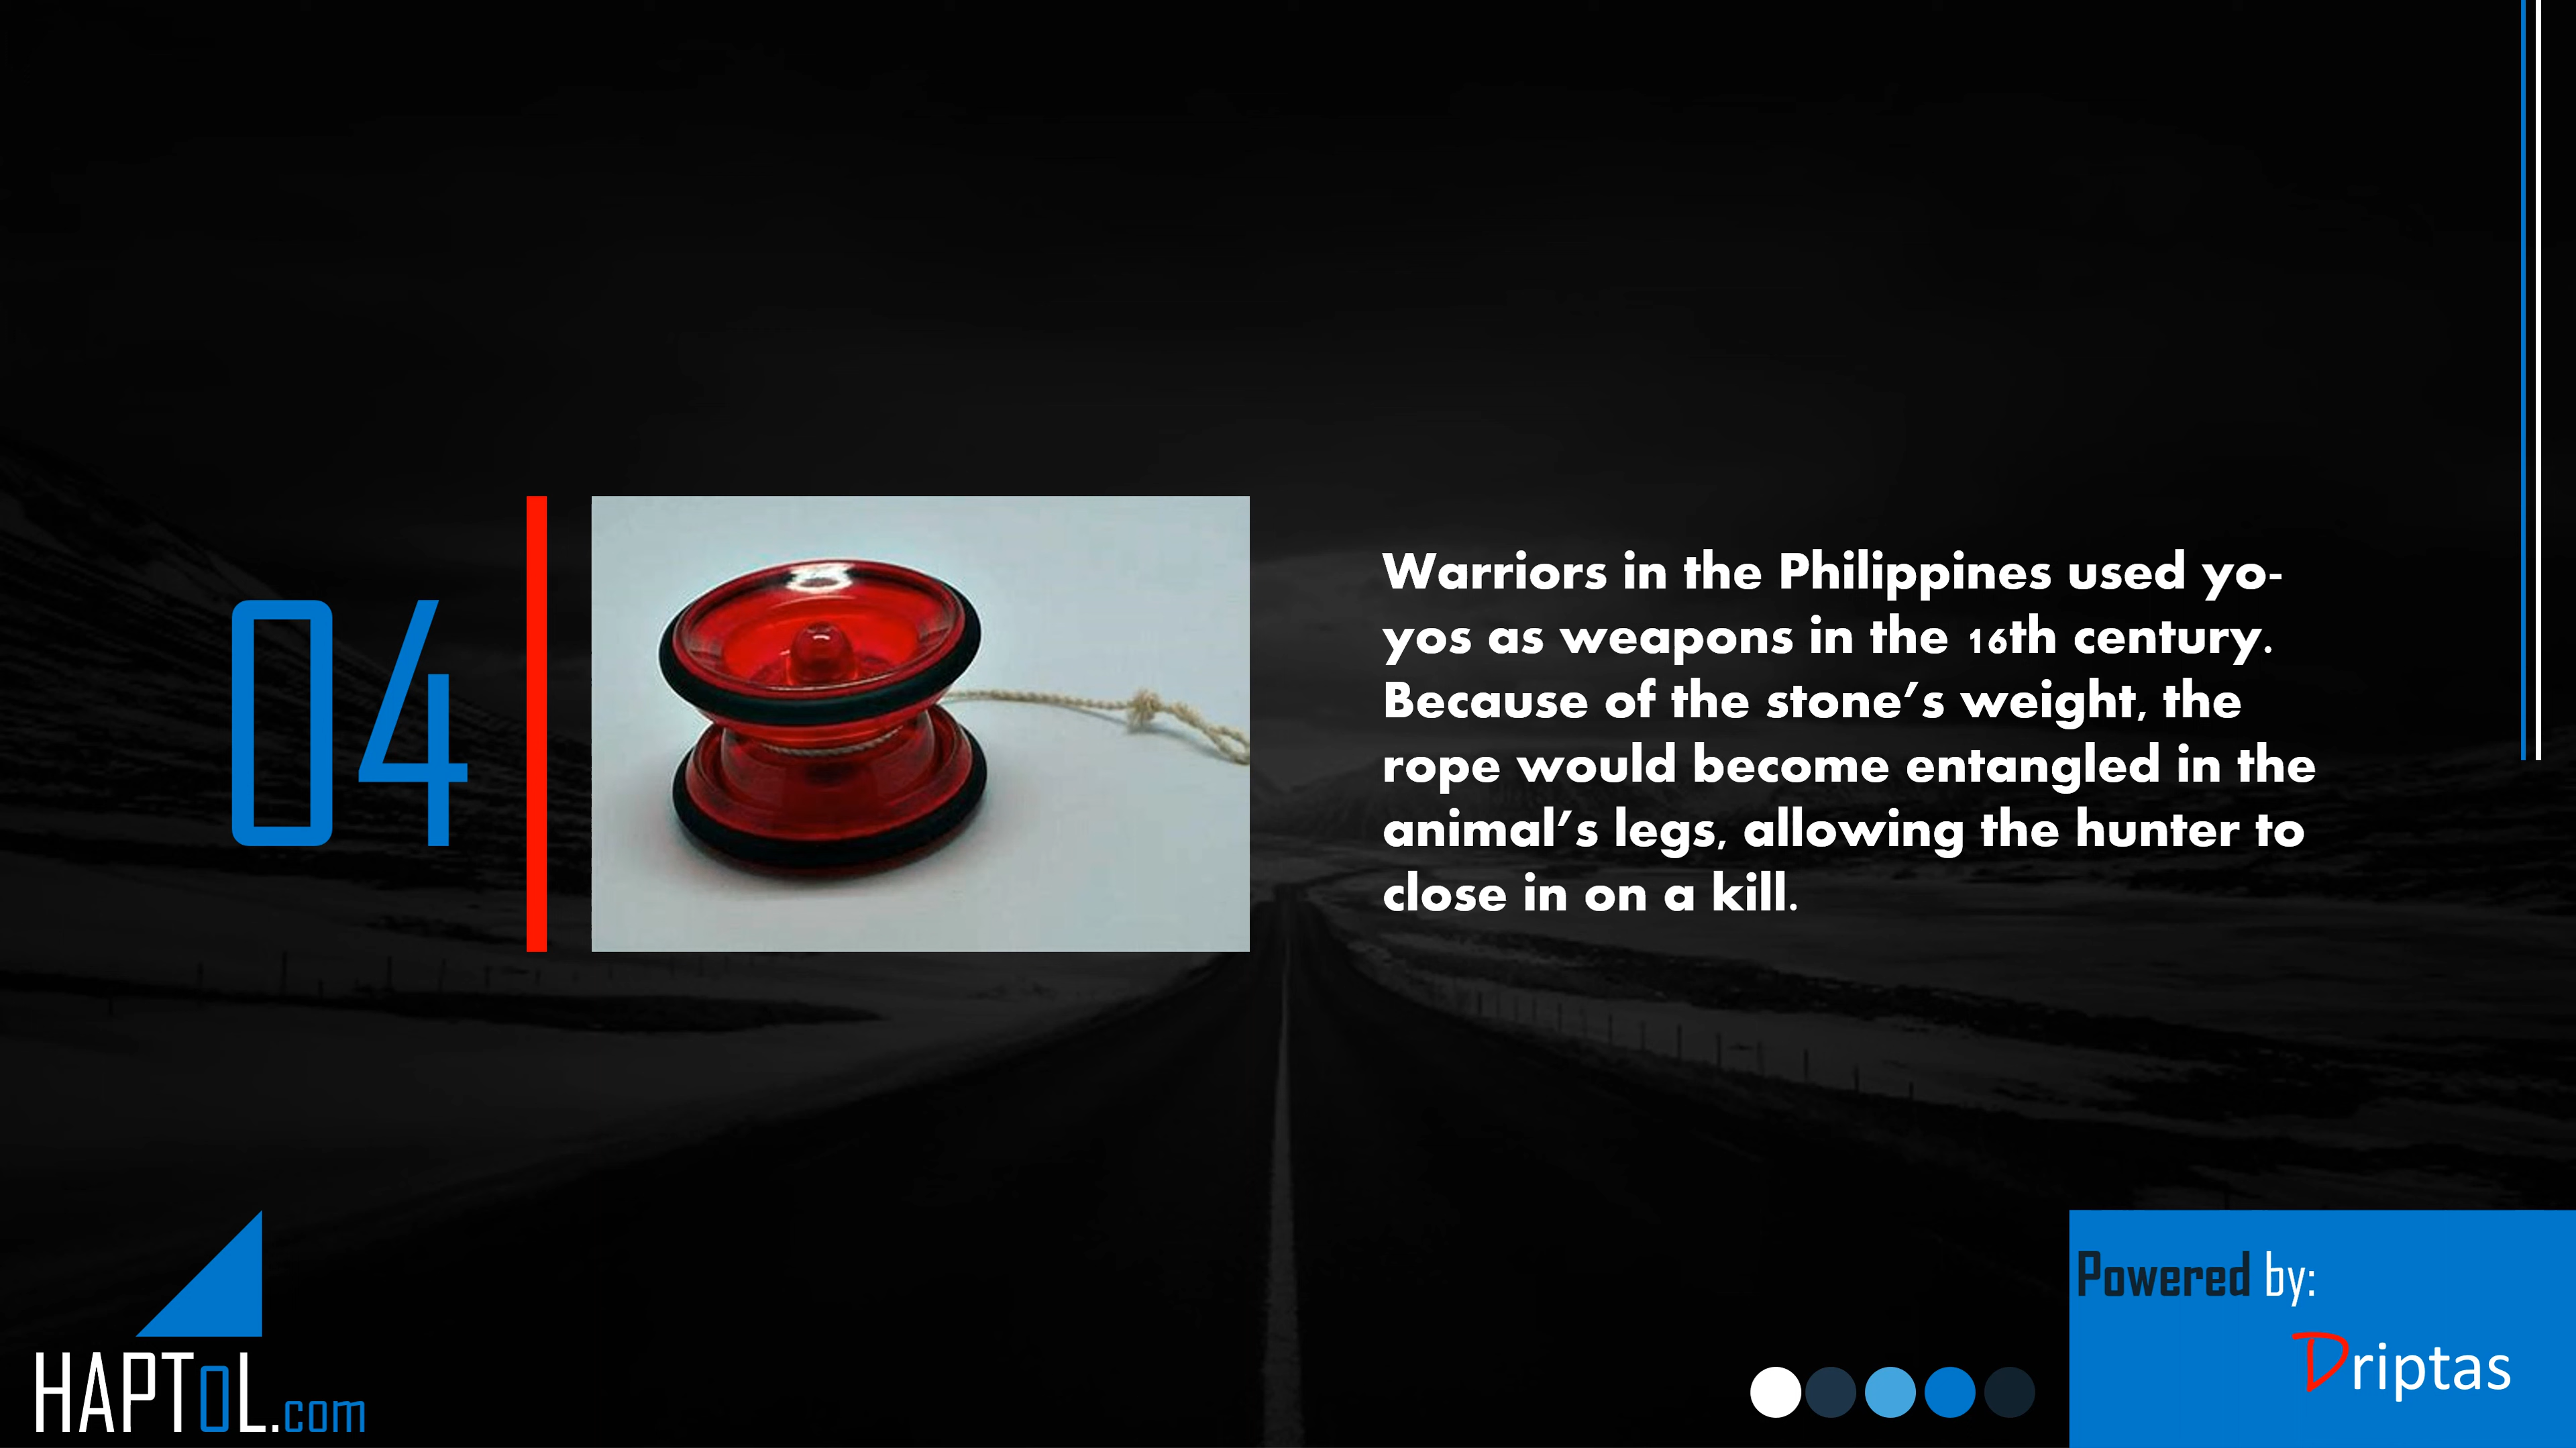 04
Warriors in the Philippines used yo-
yos as weapons in the 16th century.
Because of the stone's weight, the
rope would become entangled in the
animal's legs, allowing the hunter to
close in on a kill.
HAPToL.com
Powered by:
Driptas